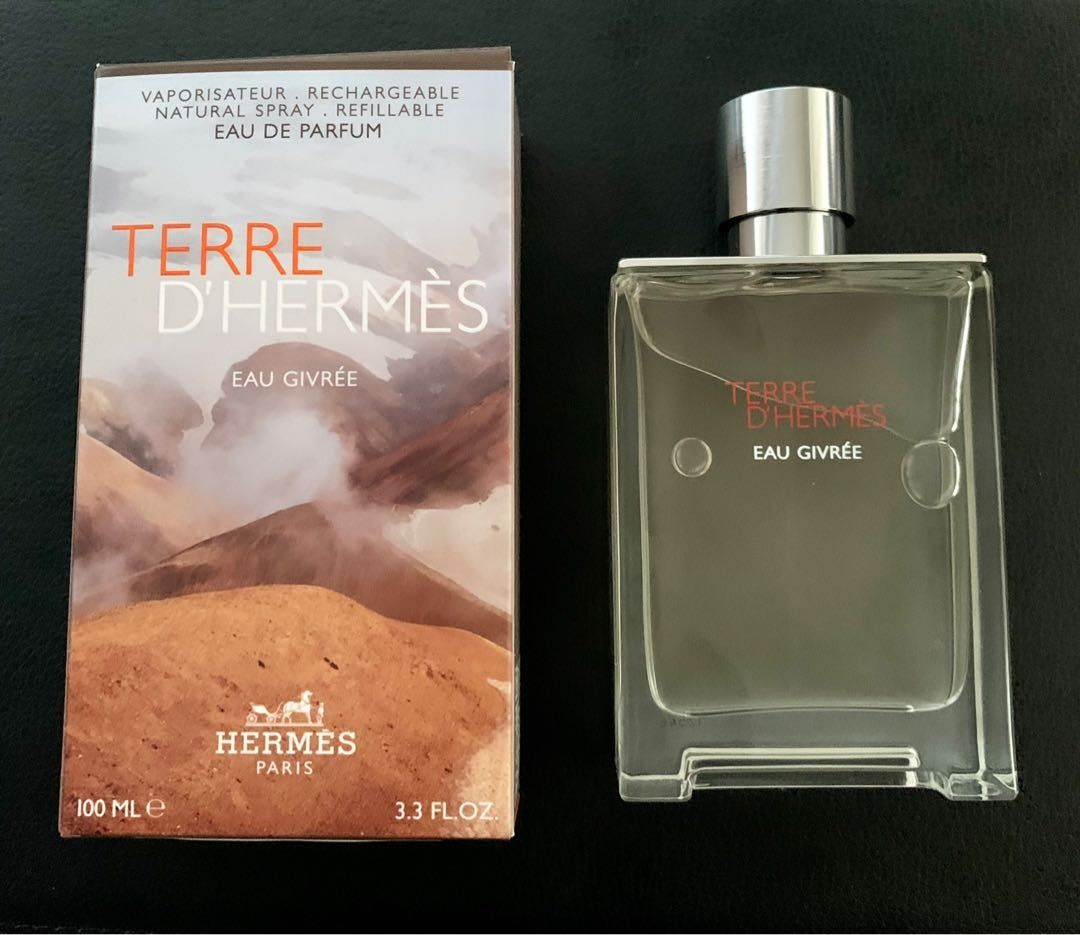 VAPORISATEUR . RECHARGEABLE
NATURAL SPRAY . REFILLABLE
EAU DE PARFUM
TERRE
D'HERMÈS
EAU GIVRÉE
HERMÈS
PARIS
100 ML ℮
3.3 FL.OZ.
TERRE
D'HERMÈS
EAU GIVRÉE